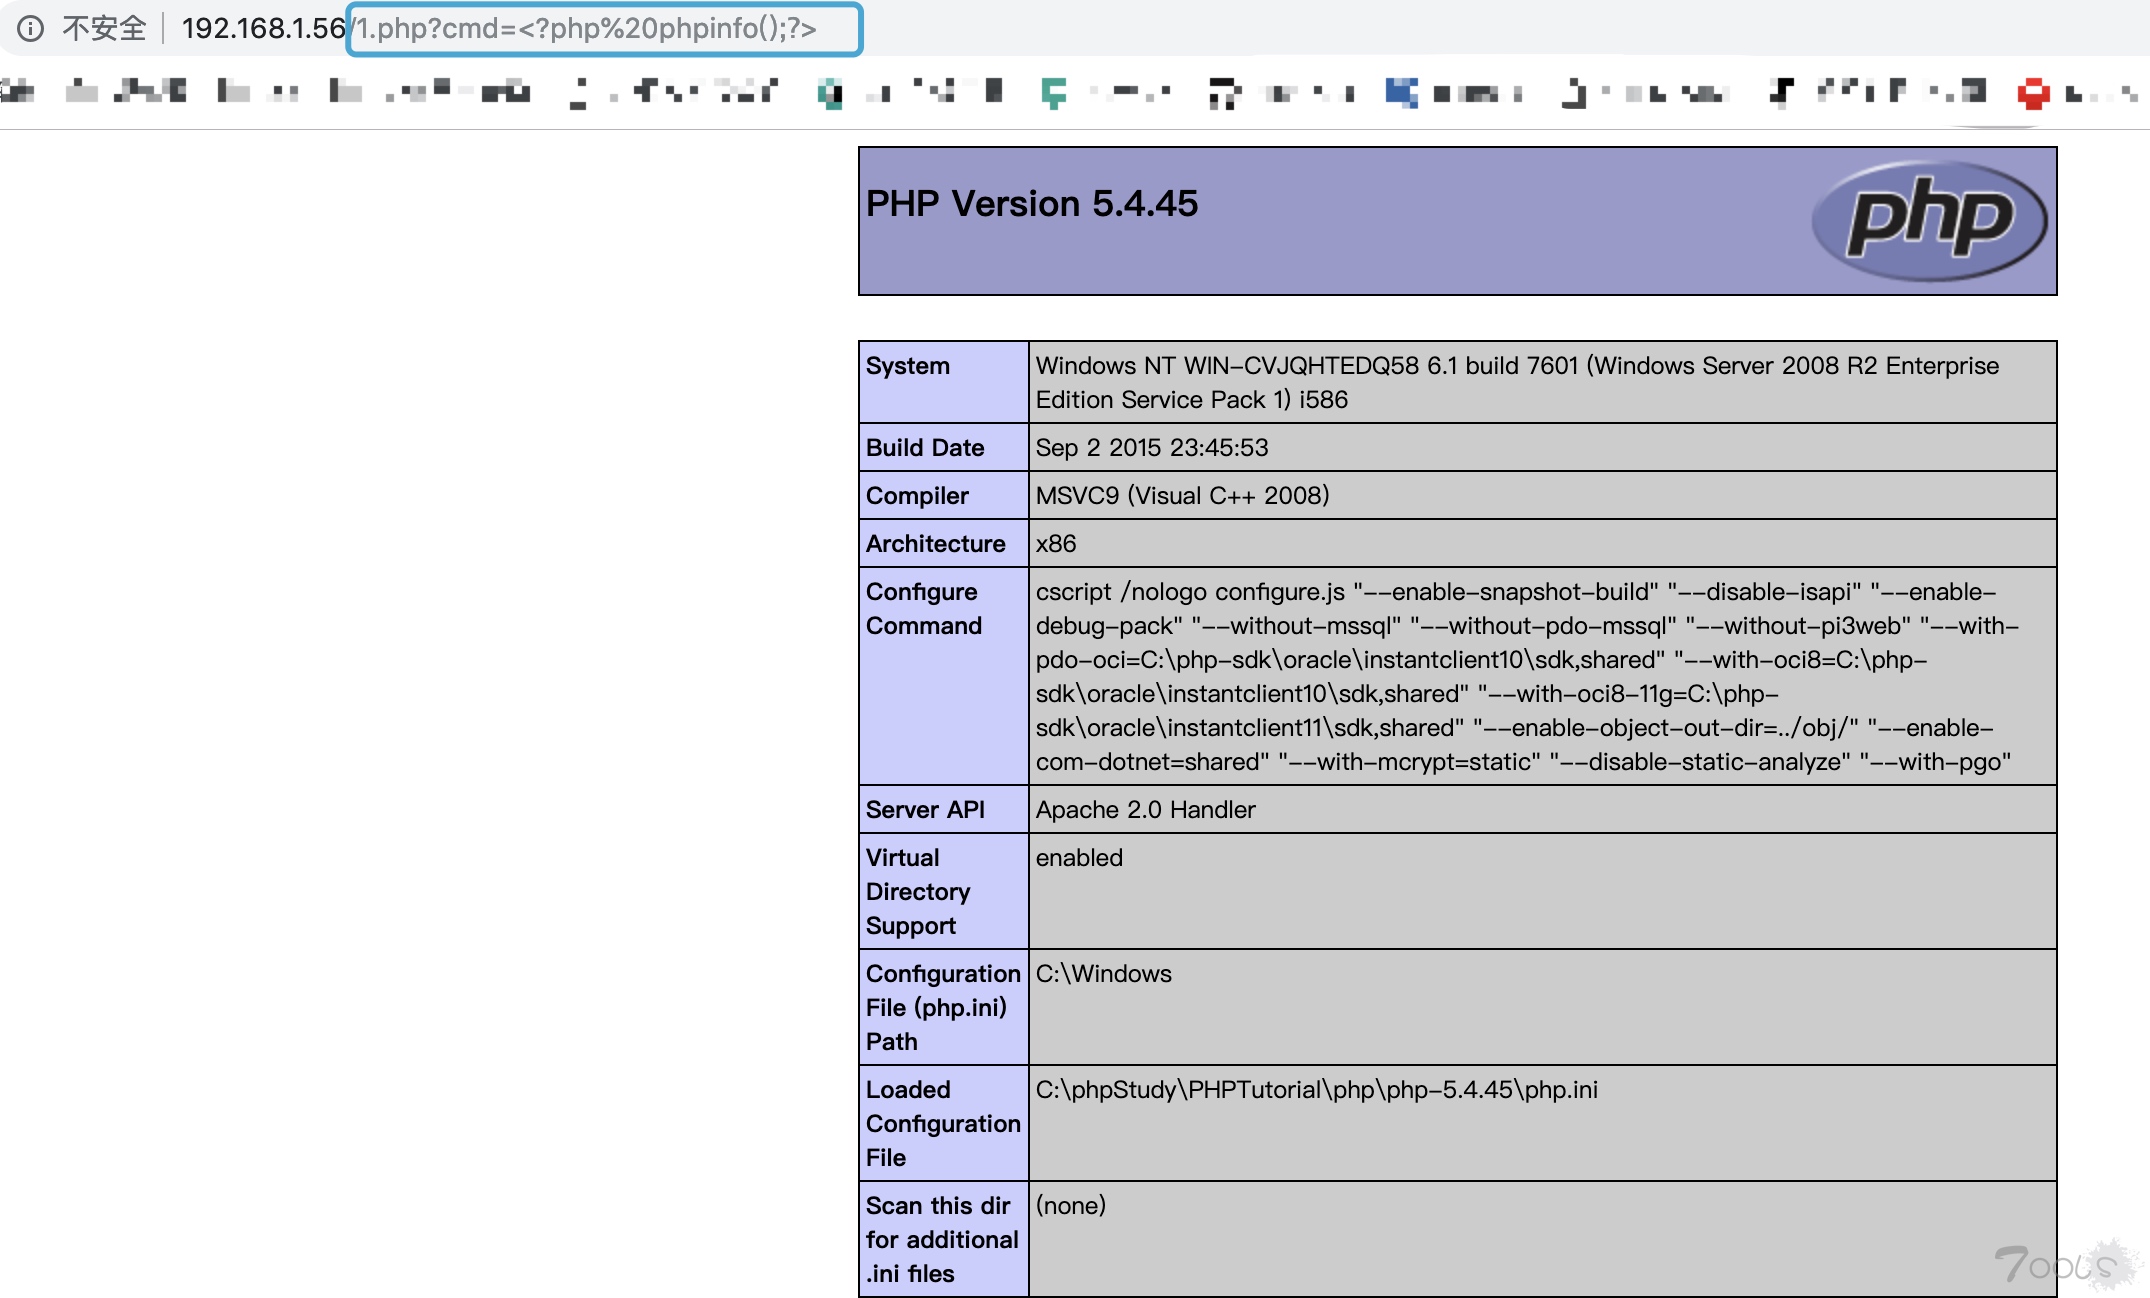 不安全 192.168.1.56/1.php?cmd=<?php%20phpinfo();?>
PHP Version 5.4.45
php
System
Windows NT WIN-CVJQHTEDQ58 6.1 build 7601 (Windows Server 2008 R2 Enterprise
Edition Service Pack 1) i586
Build Date
Sep 2 2015 23:45:53
Compiler
MSVC9 (Visual C++ 2008)
Architecture
x86
Configure
Command
cscript /nologo configure.js "--enable-snapshot-build" "--disable-isapi" "--enable-
debug-pack" "--without-mssql" "--without-pdo-mssql" "--without-pi3web" "--with-
pdo-oci=C:\php-sdk\oracle\instantclient10\sdk,shared" "--with-oci8=C:\php-
sdk\oracle\instantclient10\sdk,shared" "--with-oci8-11g=C:\php-
sdk\oracle\instantclient11\sdk,shared" "--enable-object-out-dir=../obj/" "--enable-
com-dotnet=shared" "--with-mcrypt=static" "--disable-static-analyze" "--with-pgo"
Server API
Apache 2.0 Handler
Virtual
Directory
Support
enabled
Configuration
File (php.ini)
Path
C:\Windows
Loaded
Configuration
File
C:\phpStudy\PHPTutorial\php\php-5.4.45\php.ini
Scan this dir
for additional
.ini files
(none)
Tools